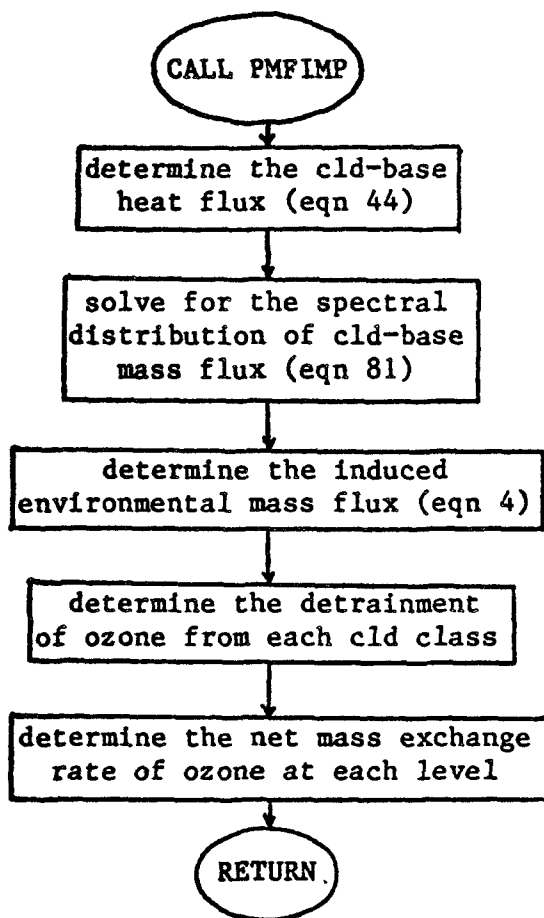 CALL PMFIMP
determine the cld-base
heat flux (eqn 44)
solve for the spectral
distribution of cld-base
mass flux (eqn 81)
determine the induced
environmental mass flux (eqn 4)
determine the detrainment
of ozone from each cld class
determine the net mass exchange
rate of ozone at each level
RETURN.